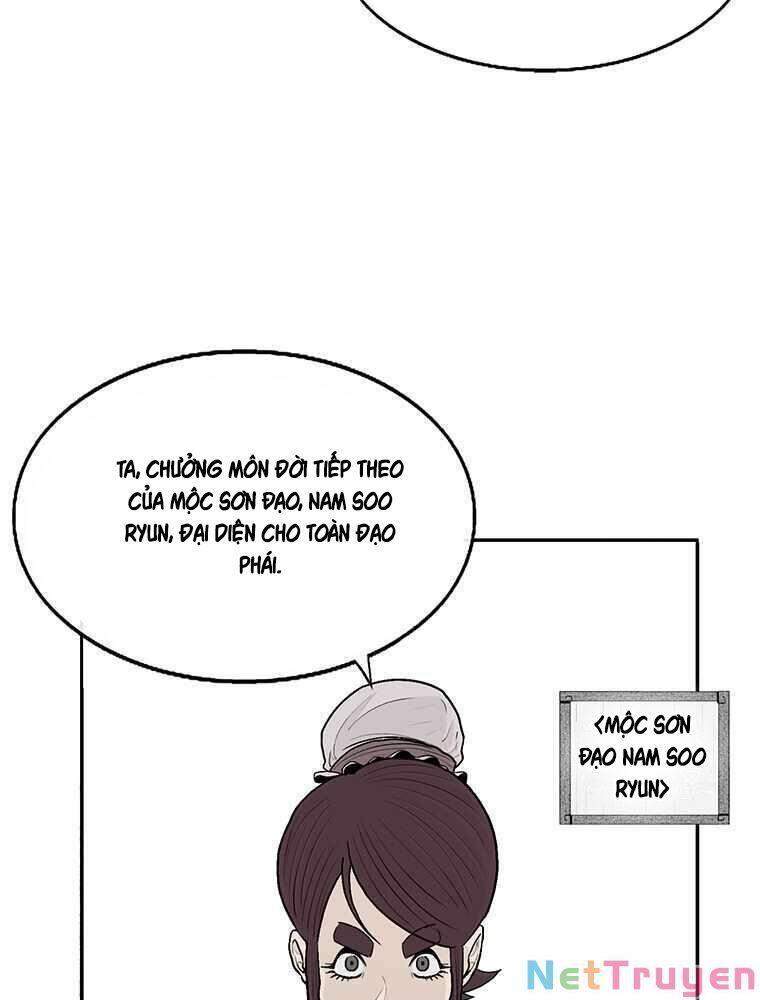 TA, CHƯỞNG MÔN ĐỜI TIẾP THEO
CỦA MỘC SƠN ĐẠO, NAM SOO
RYUN, ĐẠI DIỆN CHO TOÀN ĐẠO
PHÁI.
<MỘC SƠN
ĐẠO NAM SOO
RYUN>
NETTRUYEN